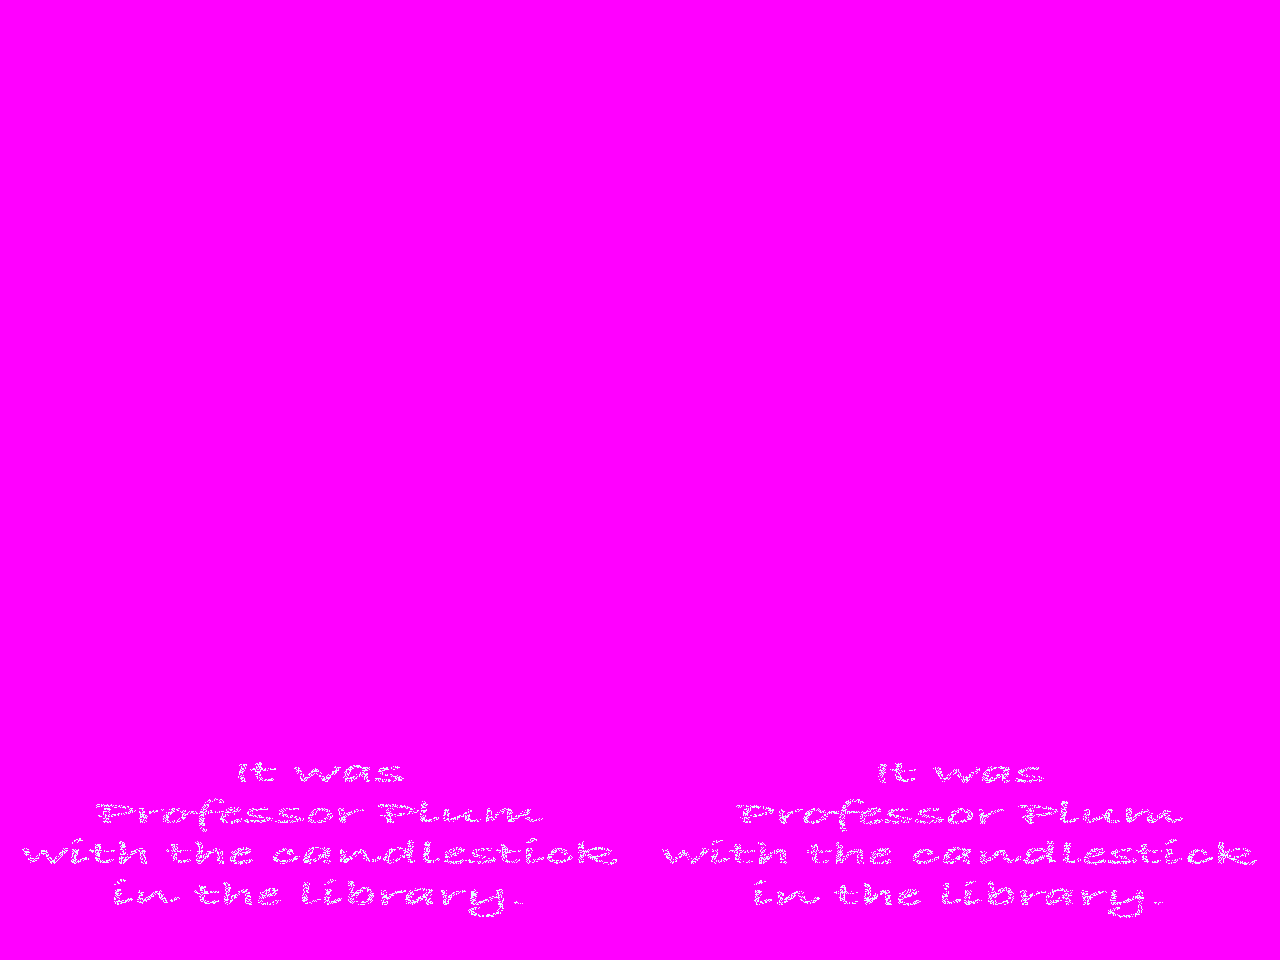 It was
Professor Plum
with the candlestick
in the library.
It was
Professor Plum
with the candlestick
in the library.